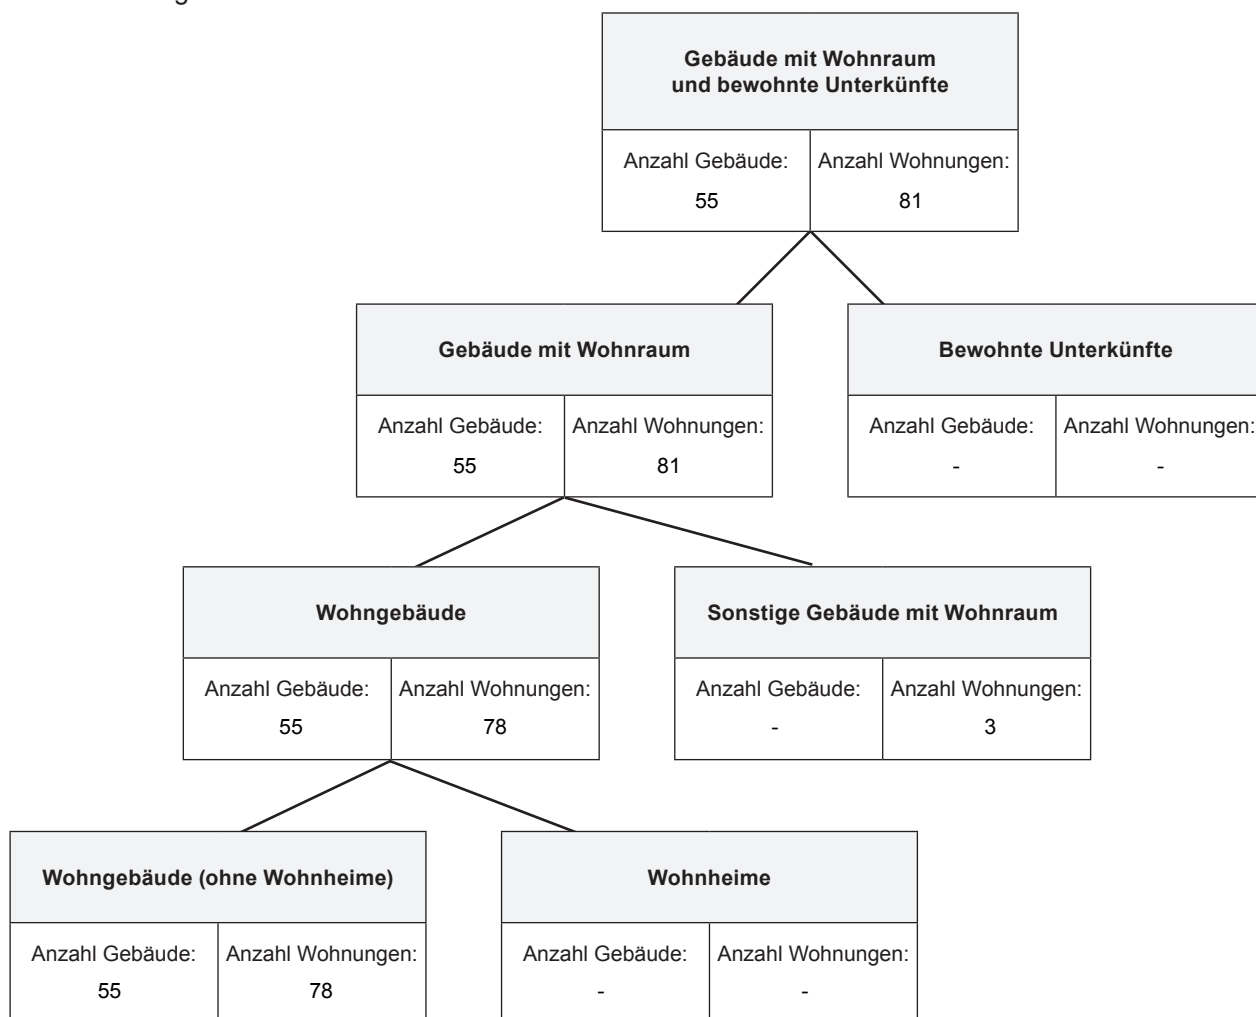 Gebäude mit Wohnraum
und bewohnte Unterkünfte
Anzahl Gebäude: Anzahl Wohnungen:
55 81
Gebäude mit Wohnraum
Anzahl Gebäude: Anzahl Wohnungen:
55 81
Bewohnte Unterkünfte
Anzahl Gebäude: Anzahl Wohnungen:
- -
Wohngebäude
Anzahl Gebäude: Anzahl Wohnungen:
55 78
Sonstige Gebäude mit Wohnraum
Anzahl Gebäude: Anzahl Wohnungen:
- 3
Wohngebäude (ohne Wohnheime)
Anzahl Gebäude: Anzahl Wohnungen:
55 78
Wohnheime
Anzahl Gebäude: Anzahl Wohnungen:
- -